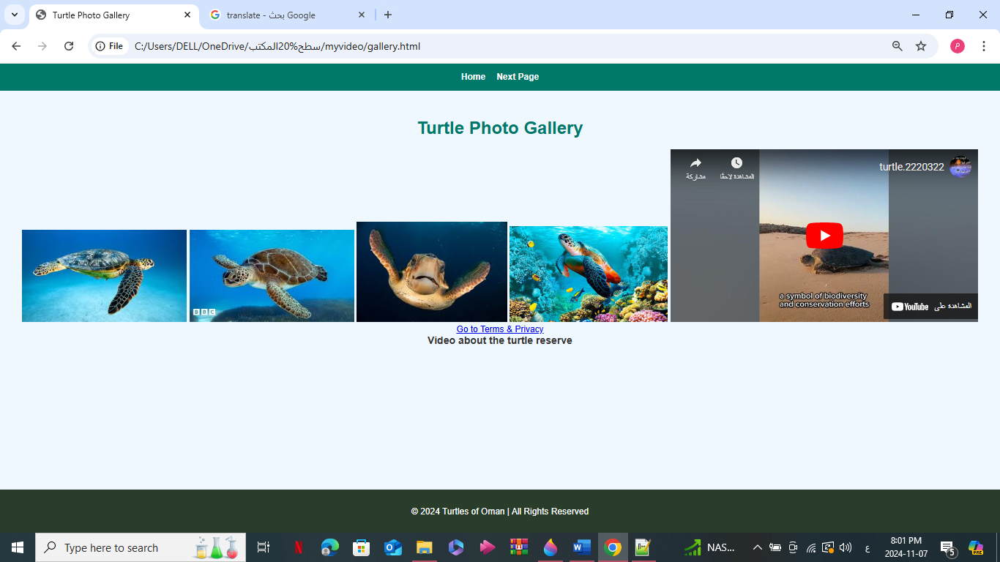 Turtle Photo Gallery
translate - بحث Google
File
C:/Users/DELL/OneDrive/سطح%20المكتب/myvideo/gallery.html
م
Home
Next Page
Turtle Photo Gallery
مشاركة
المشاهدة لاحقًا
turtle.2220322
BBC
a symbol of biodiversity
and conservation efforts
المشاهدة على YouTube
Go to Terms & Privacy
Video about the turtle reserve
© 2024 Turtles of Oman | All Rights Reserved
Type here to search
NAS...
ع
8:01 PM
2024-11-07
5
PRE